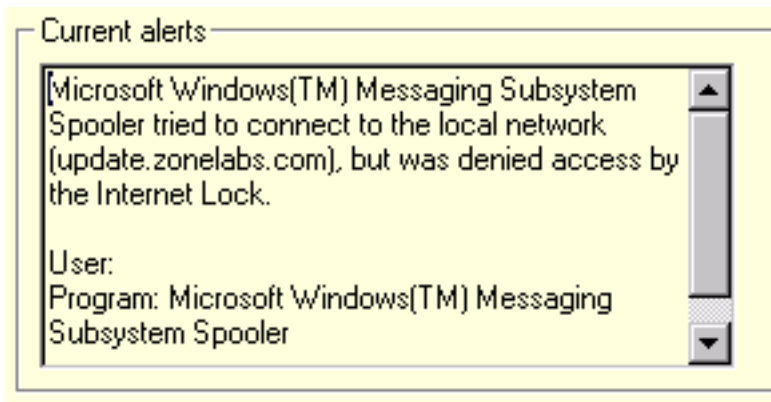 Current alerts
Microsoft Windows(TM) Messaging Subsystem
Spooler tried to connect to the local network
(update.zonelabs.com), but was denied access by
the Internet Lock.
User:
Program: Microsoft Windows(TM) Messaging
Subsystem Spooler